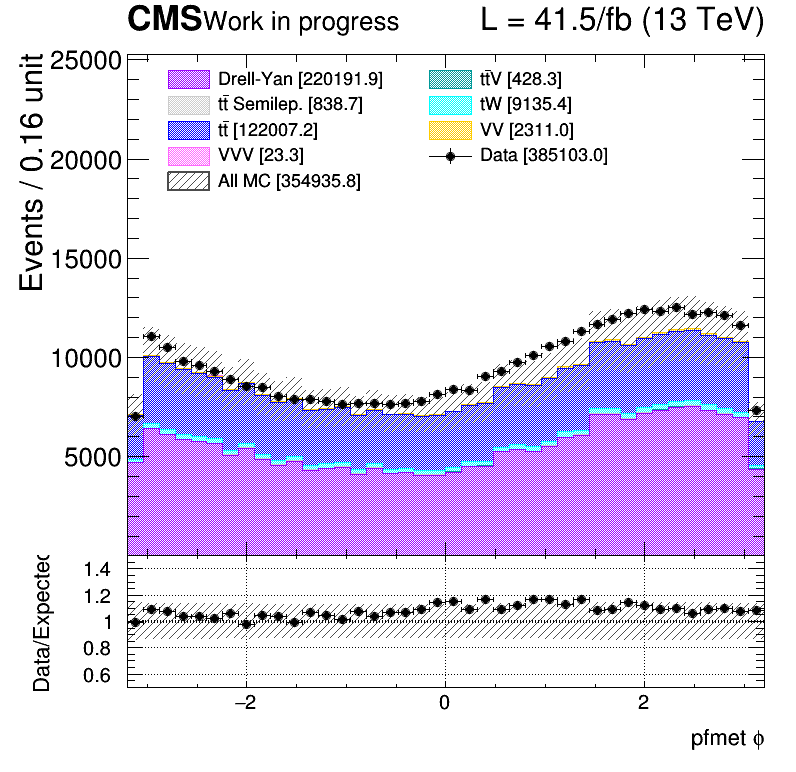 CMS Work in progress L = 41.5/fb (13 TeV)
Events / 0.16 unit
25000
20000
15000
10000
5000
Drell-Yan [220191.9]
tt̄ Semilep. [838.7]
tt̄ [122007.2]
VVV [23.3]
All MC [354935.8]
tt̄V [428.3]
tW [9135.4]
VV [2311.0]
Data [385103.0]
Data/Expected
1.4
1.2
1
0.8
0.6
−2 0 2
pfmet ϕ